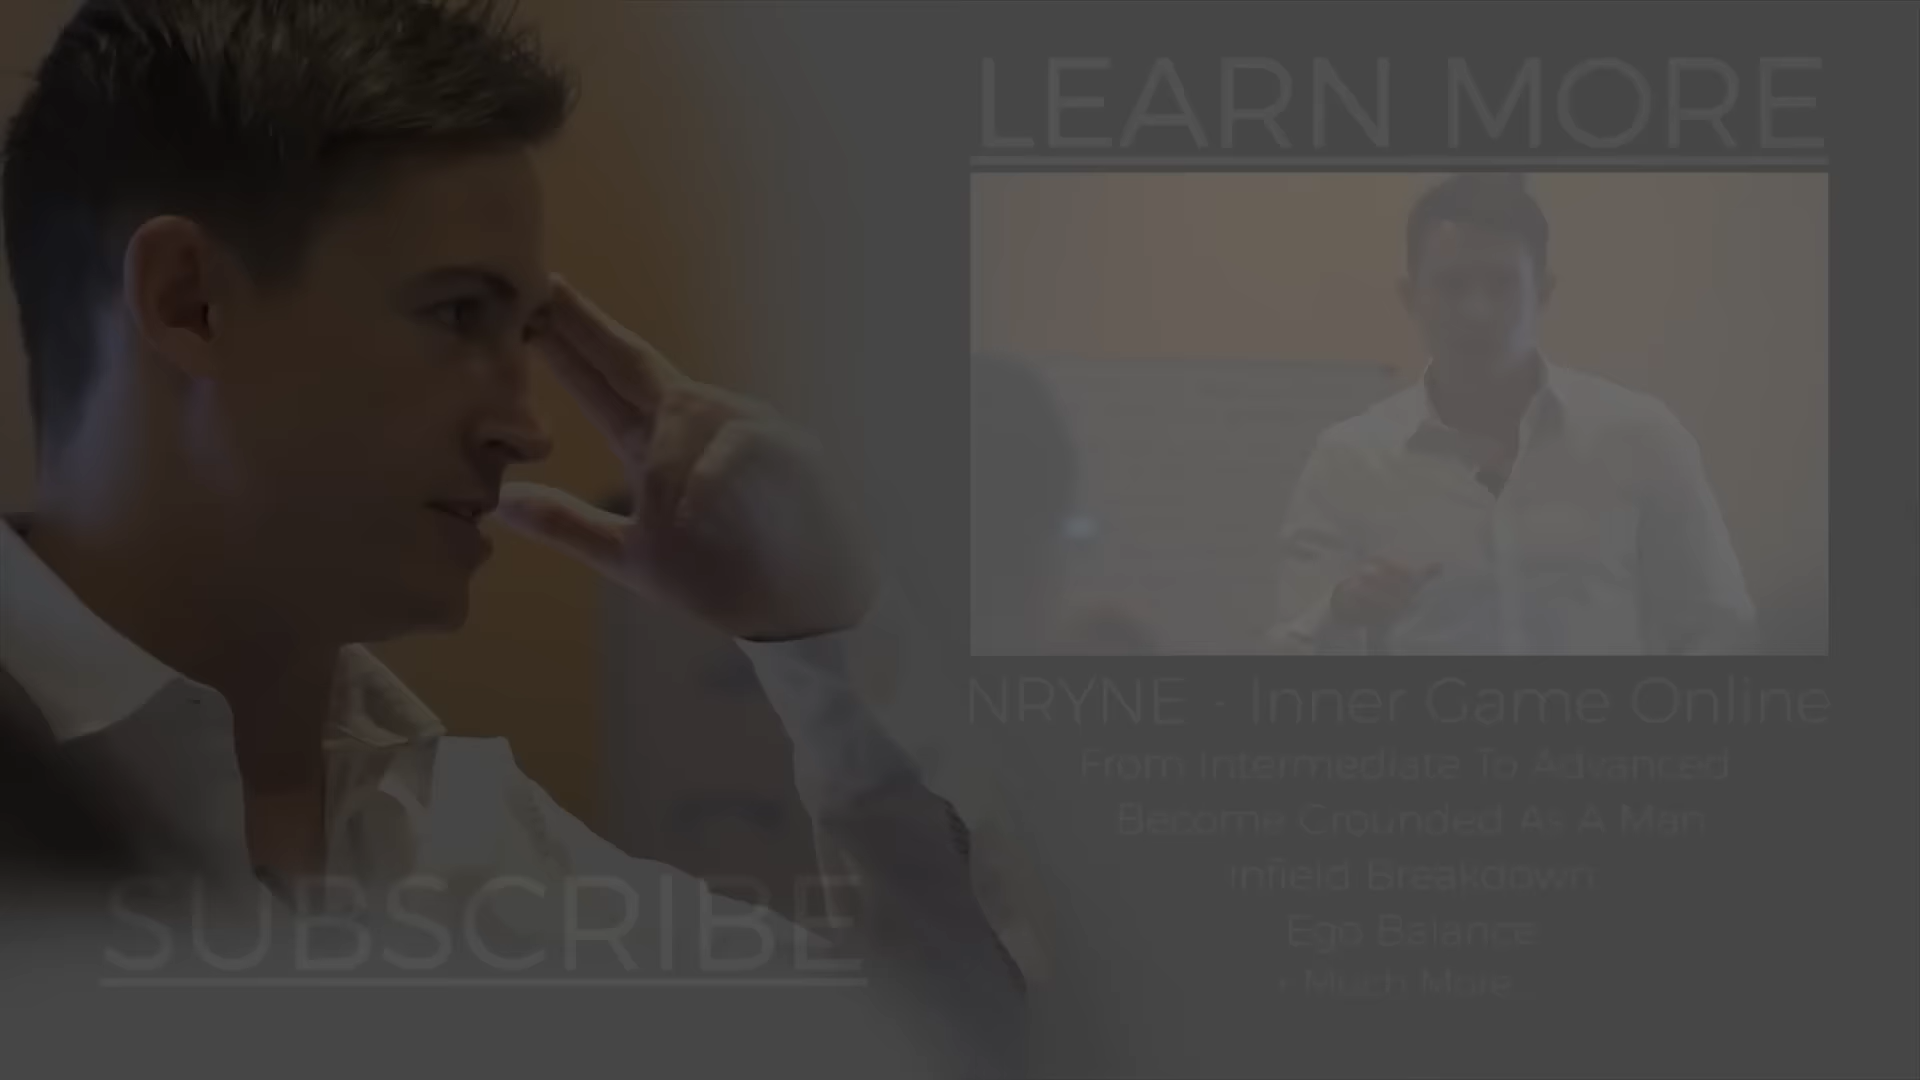 LEARN MORE
NRYNE - Inner Game Online
From Intermediate To Advanced
Become Grounded As A Man
Infield Breakdown
Ego Balance
+ Much More...
SUBSCRIBE